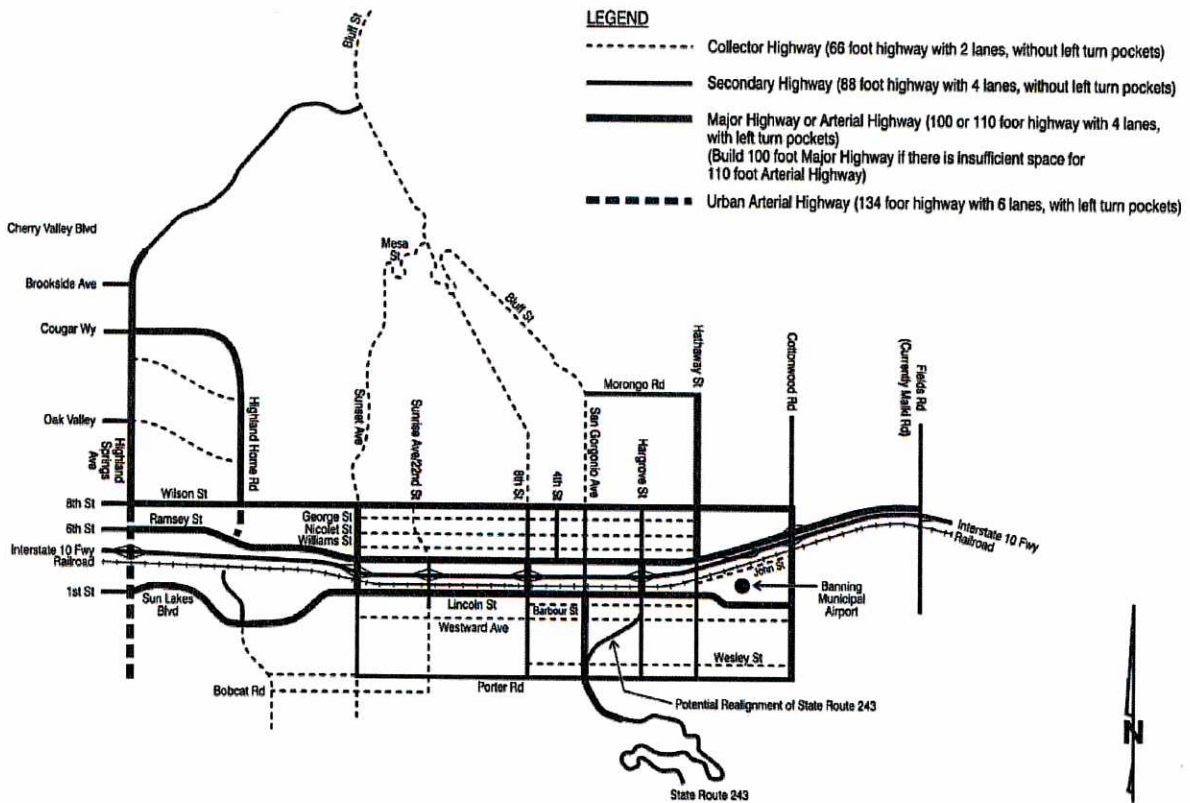 LEGEND
Collector Highway (66 foot highway with 2 lanes, without left turn pockets)
Secondary Highway (88 foot highway with 4 lanes, without left turn pockets)
Major Highway or Arterial Highway (100 or 110 foor highway with 4 lanes,
with left turn pockets)
(Build 100 foot Major Highway if there is insufficient space for
110 foot Arterial Highway)
Urban Arterial Highway (134 foor highway with 6 lanes, with left turn pockets)
Bluff St
Cherry Valley Blvd
Mesa
St
Brookside Ave
Bluff St
Cougar Wy
Hathaway St
Cottonwood Rd
Fields Rd
(Currently Malki Rd)
Morongo Rd
Oak Valley
Highland
Springs
Ave
Highland Home Rd
Sunset Ave
Sunrise Ave/22nd St
8th St
4th St
San Gorgonio Ave
Hargrove St
8th St
Wilson St
6th St
Ramsey St
George St
Nicolet St
Williams St
Interstate 10 Fwy
Railroad
Interstate 10 Fwy
Railroad
John St
1st St
Sun Lakes
Blvd
Lincoln St
Barbour St
Banning
Municipal
Airport
Westward Ave
Wesley St
Bobcat Rd
Porter Rd
Potential Realignment of State Route 243
N
State Route 243